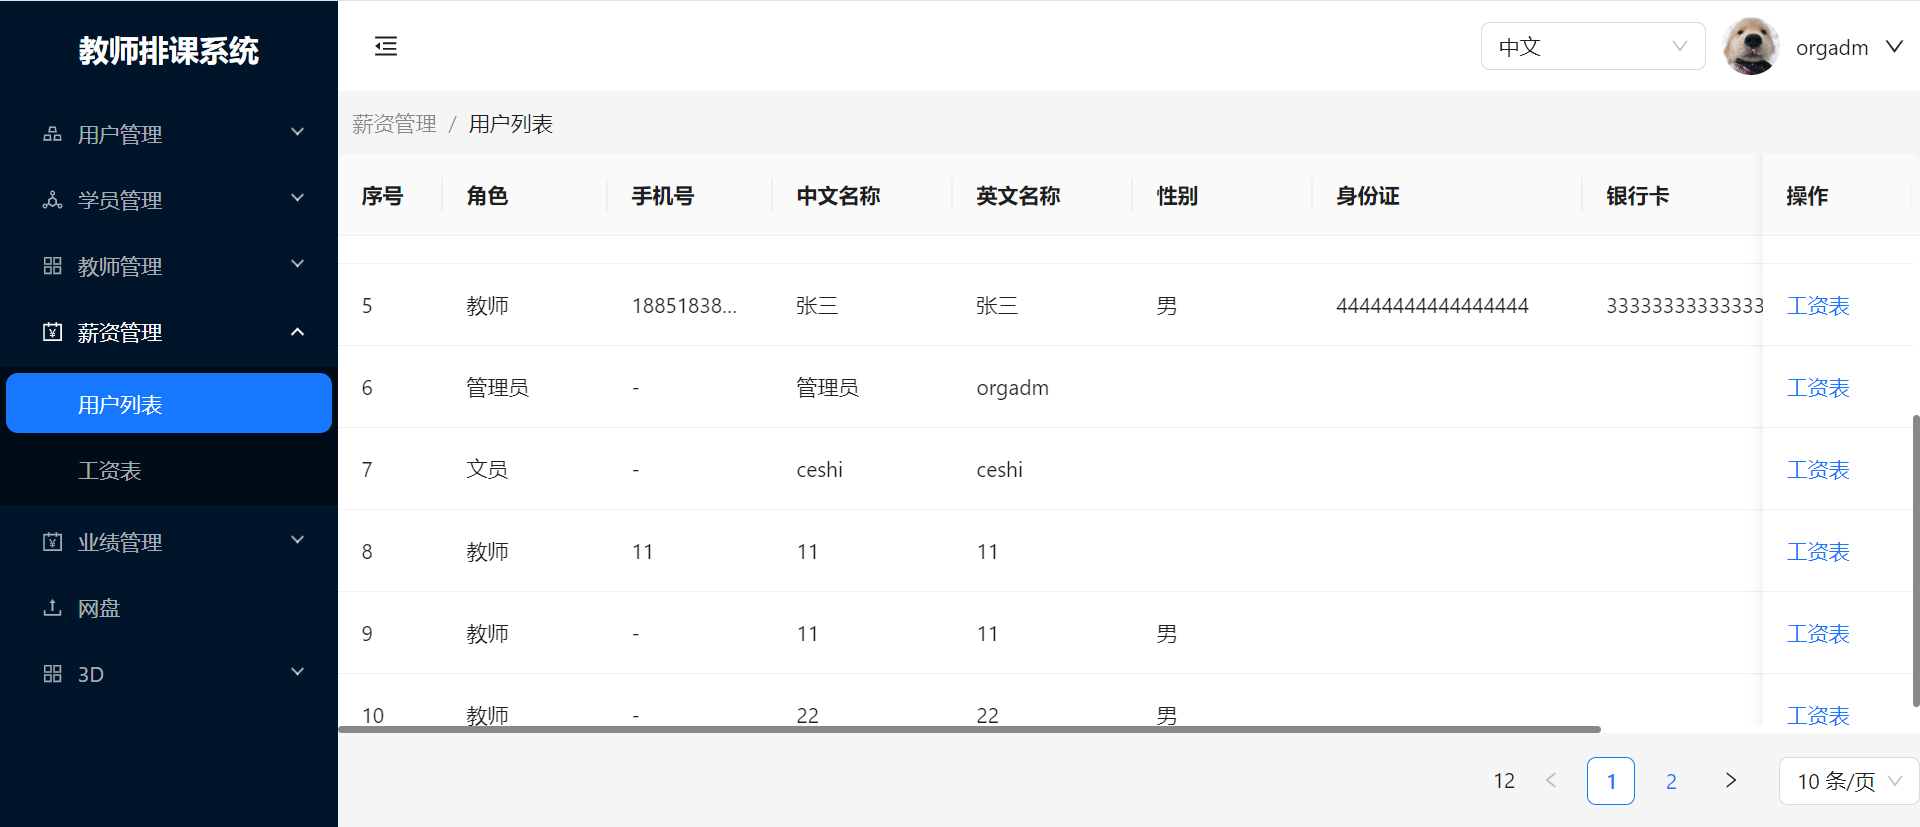 教师排课系统
用户管理
学员管理
教师管理
薪资管理
用户列表
工资表
业绩管理
网盘
3D
中文
orgadm
薪资管理 / 用户列表
序号 角色 手机号 中文名称 英文名称 性别 身份证 银行卡 操作
5 教师 18851838... 张三 张三 男 44444444444444444 33333333333333 工资表
6 管理员 - 管理员 orgadm 工资表
7 文员 - ceshi ceshi 工资表
8 教师 11 11 11 工资表
9 教师 - 11 11 男 工资表
10 教师 - 22 22 男 工资表
12 < 1 2 > 10 条/页